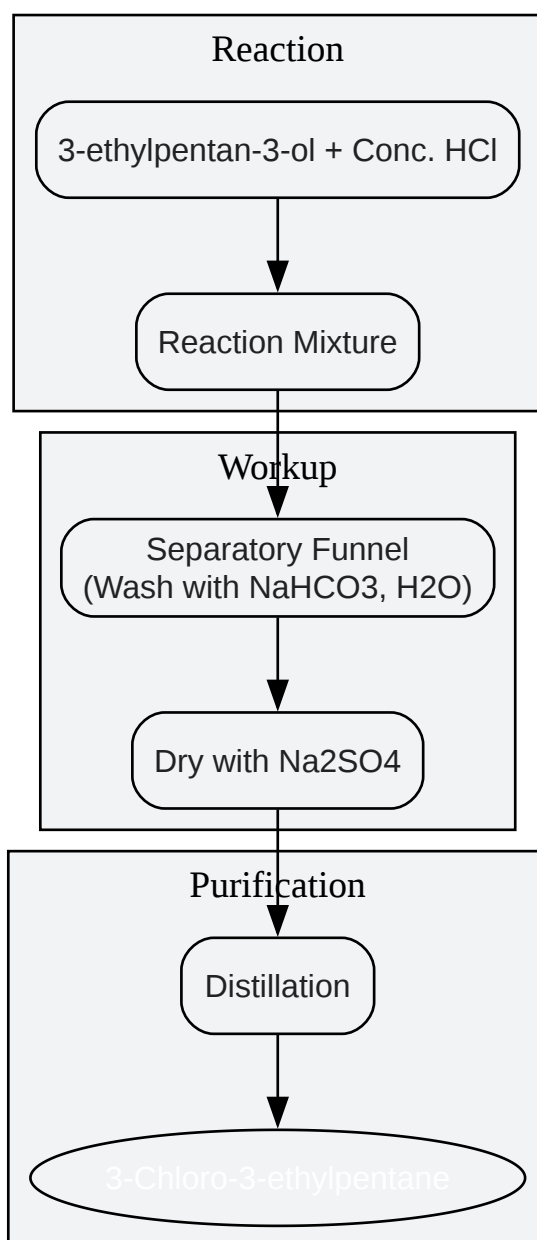 Reaction
3-ethylpentan-3-ol + Conc. HCl
Reaction Mixture
Workup
Separatory Funnel
(Wash with NaHCO3, H2O)
Dry with Na2SO4
Purification
Distillation
3-Chloro-3-ethylpentane